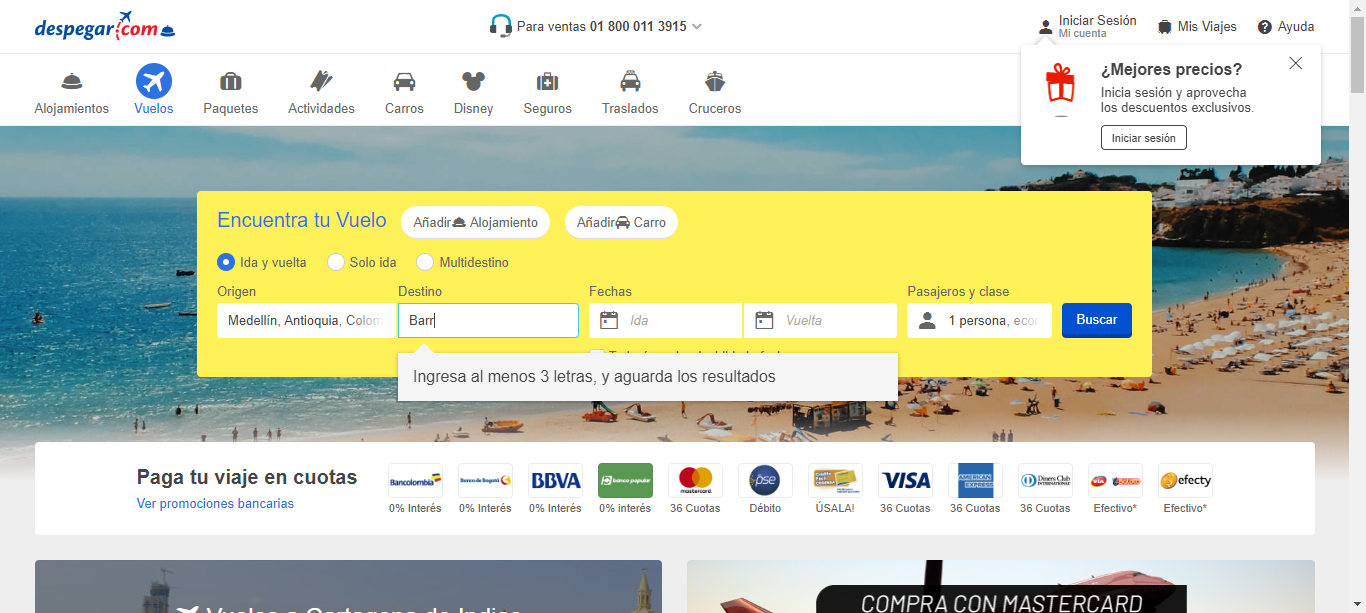 despegar.com
Para ventas 01 800 011 3915
Iniciar Sesión
Mi cuenta
Mis Viajes
Ayuda
Alojamientos
Vuelos
Paquetes
Actividades
Carros
Disney
Seguros
Traslados
Cruceros
¿Mejores precios?
Inicia sesión y aprovecha
los descuentos exclusivos.
Iniciar sesión
Encuentra tu Vuelo
Añadir Alojamiento
Añadir Carro
Ida y vuelta
Solo ida
Multidestino
Origen
Destino
Fechas
Pasajeros y clase
Medellín, Antioquia, Colom
Barr
Ida
Vuelta
1 persona, econ
Buscar
Ingresa al menos 3 letras, y aguarda los resultados
Paga tu viaje en cuotas
Ver promociones bancarias
Bancolombia
Banco de Bogotá
BBVA
banco popular
mastercard
pse
VISA
AMERICAN EXPRESS
Diners Club
INTERNATIONAL
via
efecty
0% Interés
0% Interés
0% Interés
0% interés
36 Cuotas
Débito
ÚSALA!
36 Cuotas
36 Cuotas
36 Cuotas
Efectivo*
Efectivo*
Vuelos a Cartagena de Indias
COMPRA CON MASTERCARD